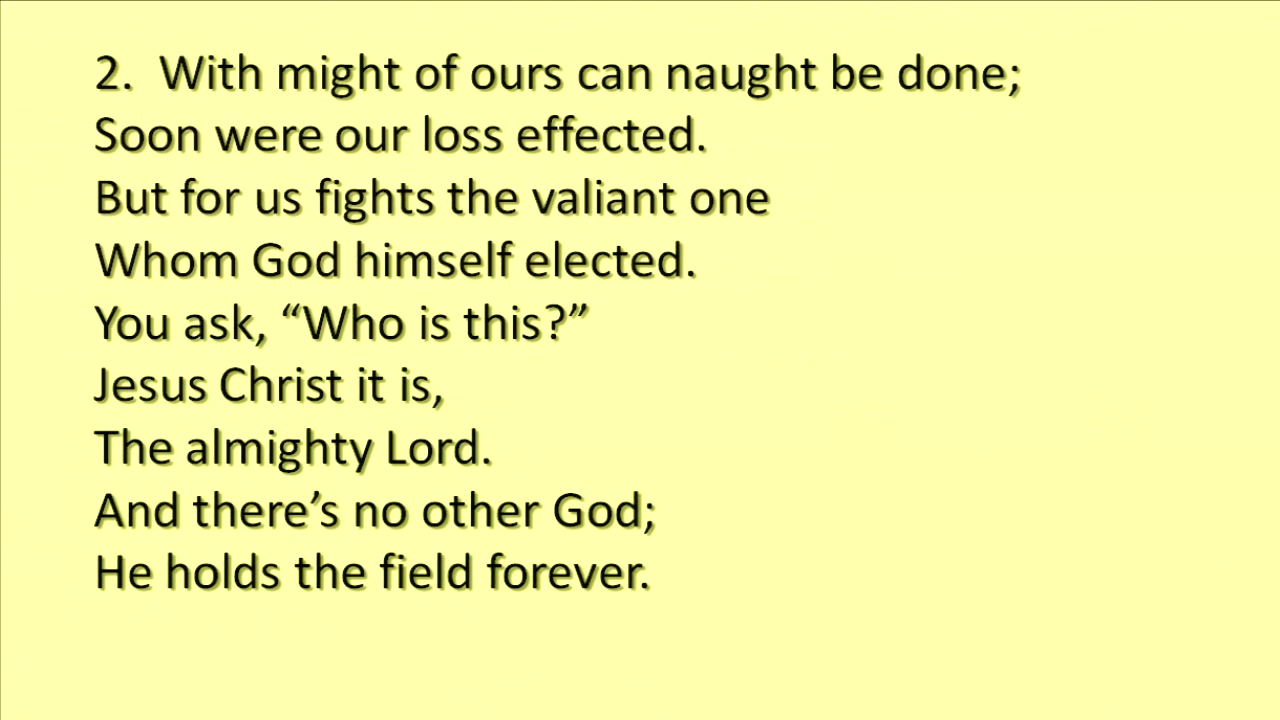 2.  With might of ours can naught be done;
Soon were our loss effected.
But for us fights the valiant one
Whom God himself elected.
You ask, “Who is this?”
Jesus Christ it is,
The almighty Lord.
And there’s no other God;
He holds the field forever.